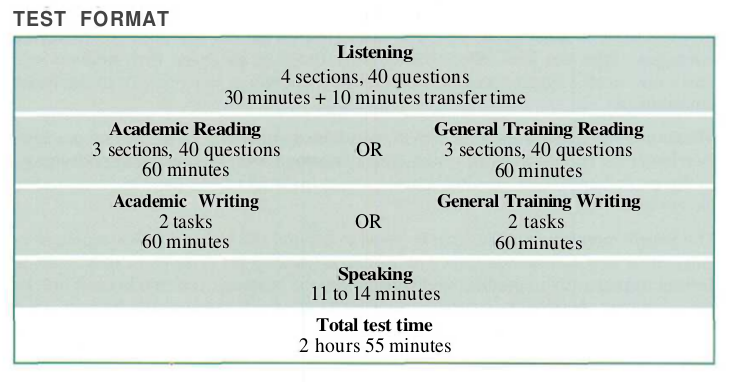 TEST FORMAT
Listening
4 sections, 40 questions
30 minutes + 10 minutes transfer time
Academic Reading
3 sections, 40 questions
60 minutes
OR
General Training Reading
3 sections, 40 questions
60 minutes
Academic Writing
2 tasks
60 minutes
OR
General Training Writing
2 tasks
60 minutes
Speaking
11 to 14 minutes
Total test time
2 hours 55 minutes